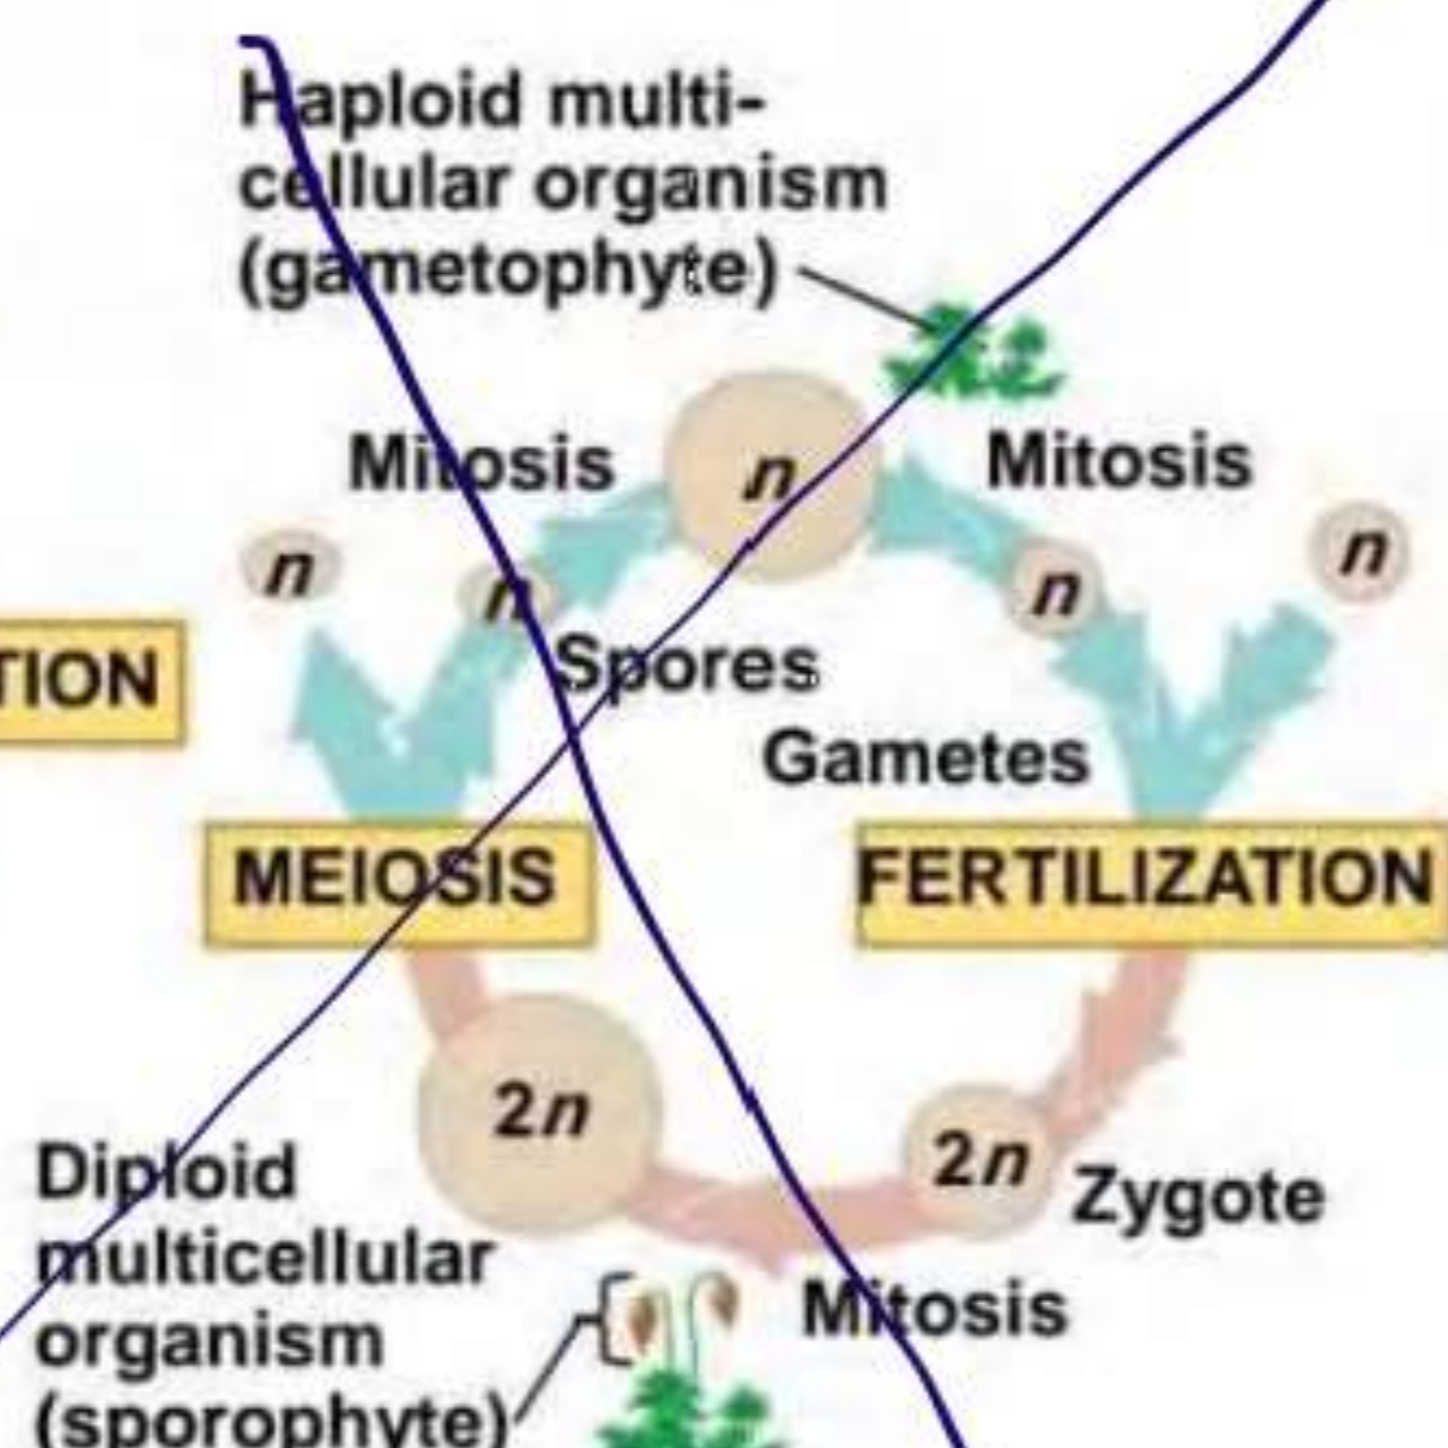 Haploid multi-
cellular organism
(gametophyte)
Mitosis
n
Mitosis
n
n
n
n
Spores
TION
Gametes
MEIOSIS
FERTILIZATION
2n
2n
Zygote
Diploid
multicellular
organism
(sporophyte)
Mitosis